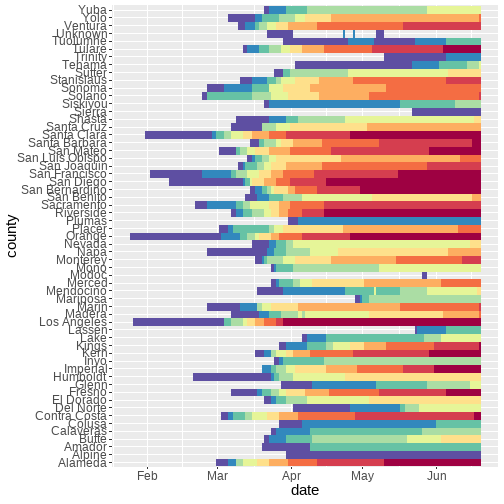 Yuba
Yolo
Ventura
Unknown
Tuolumne
Tulare
Trinity
Tehama
Sutter
Stanislaus
Sonoma
Solano
Siskiyou
Sierra
Shasta
Santa Cruz
Santa Clara
Santa Barbara
San Mateo
San Luis Obispo
San Joaquin
San Francisco
San Diego
San Bernardino
San Benito
Sacramento
Riverside
Plumas
Placer
Orange
Nevada
Napa
Monterey
Mono
Modoc
Merced
Mendocino
Mariposa
Marin
Madera
Los Angeles
Lassen
Lake
Kings
Kern
Inyo
Imperial
Humboldt
Glenn
Fresno
El Dorado
Del Norte
Contra Costa
Colusa
Calaveras
Butte
Amador
Alpine
Alameda
county
Feb Mar Apr May Jun
date